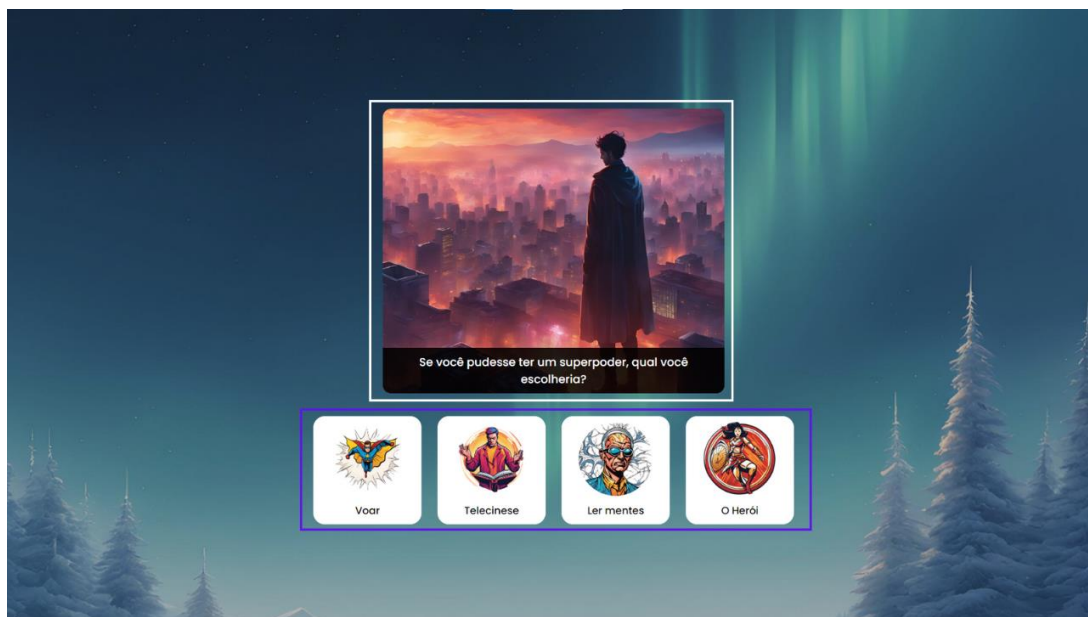 Se você pudesse ter um superpoder, qual você
escolheria?
Voar
Telecinese
Ler mentes
O Herói